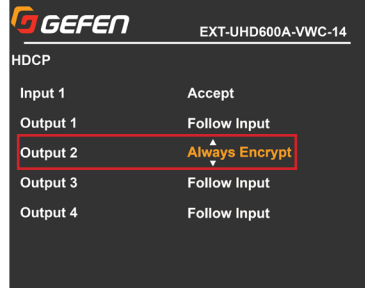 GEFEN
EXT-UHD600A-VWC-14
HDCP
Input 1 Accept
Output 1 Follow Input
Output 2 Always Encrypt
Output 3 Follow Input
Output 4 Follow Input